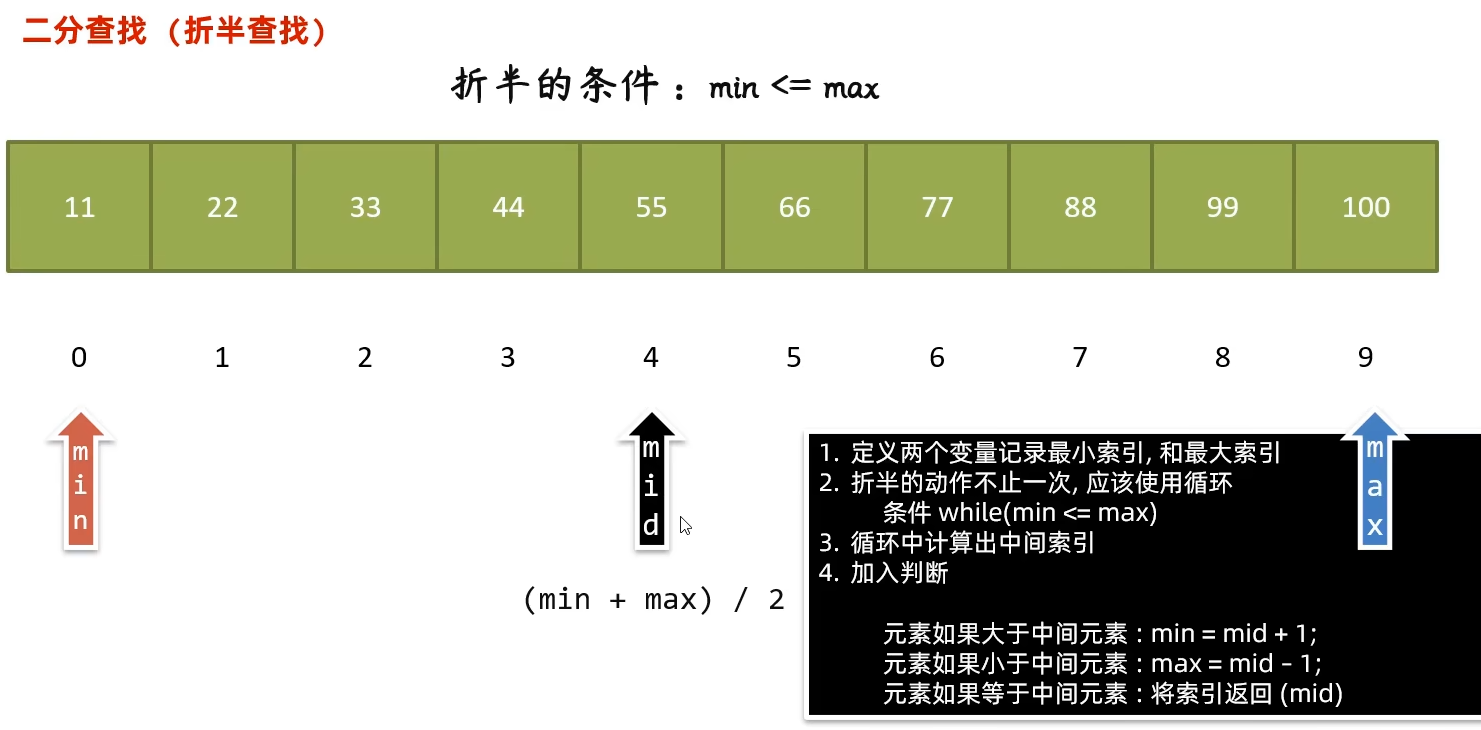 二分查找（折半查找）
折半的条件：min <= max
11 22 33 44 55 66 77 88 99 100
0 1 2 3 4 5 6 7 8 9
min mid max
(min + max) / 2
1. 定义两个变量记录最小索引, 和最大索引
2. 折半的动作不止一次, 应该使用循环
条件 while(min <= max)
3. 循环中计算出中间索引
4. 加入判断
元素如果大于中间元素 : min = mid + 1;
元素如果小于中间元素 : max = mid - 1;
元素如果等于中间元素 : 将索引返回 (mid)